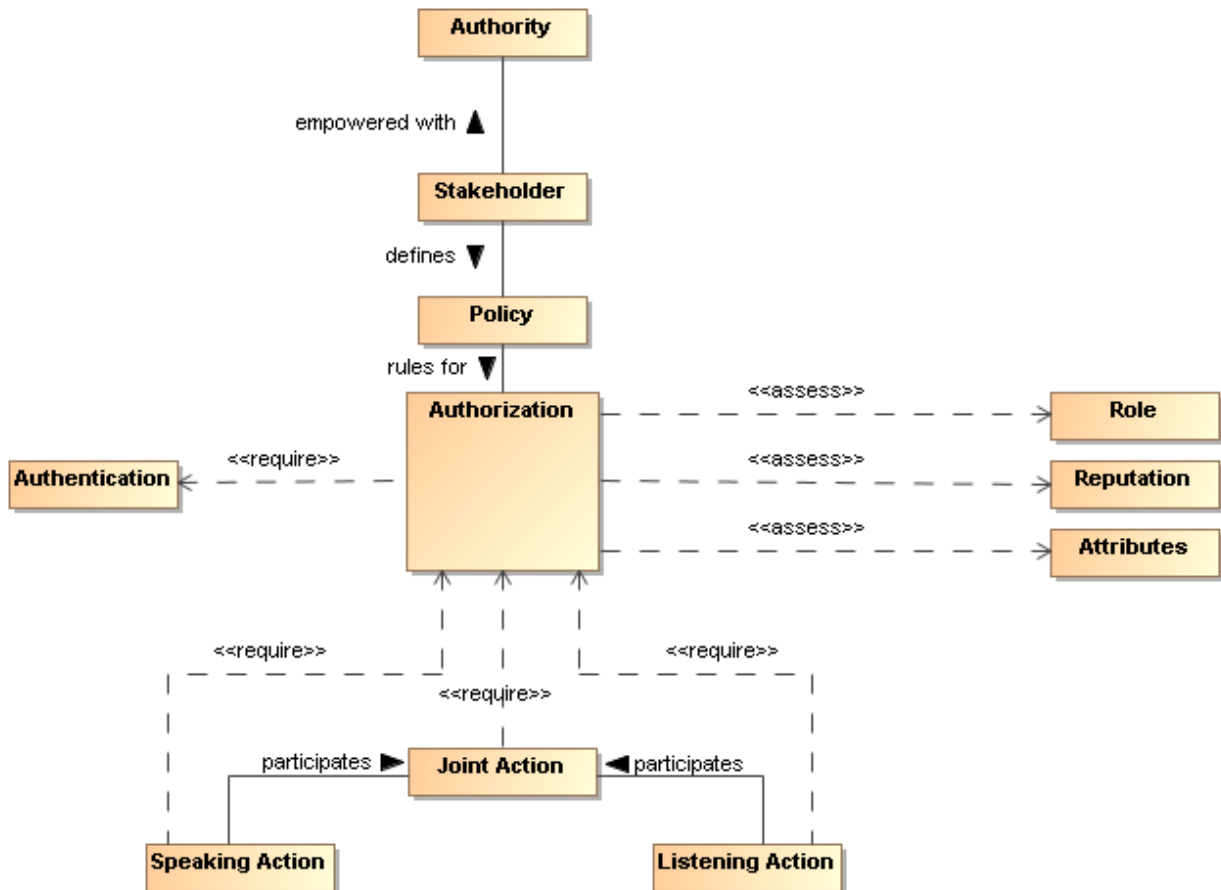 Authority
empowered with
Stakeholder
defines
Policy
rules for
Authorization
<<assess>>
Role
<<require>>
Authentication
<<assess>>
Reputation
<<assess>>
Attributes
<<require>>
<<require>>
<<require>>
participates
Joint Action
participates
Speaking Action
Listening Action